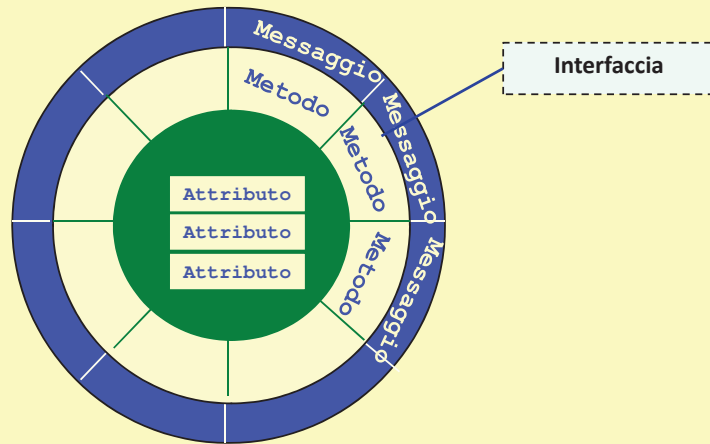 Messaggio
Messaggio
Messaggio
Metodo
Metodo
Metodo
Attributo
Attributo
Attributo
Interfaccia